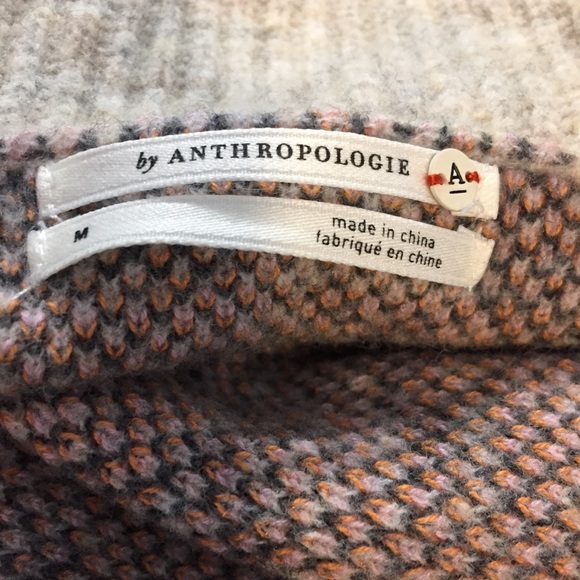 by ANTHROPOLOGIE
A
M
made in china
fabriqué en chine